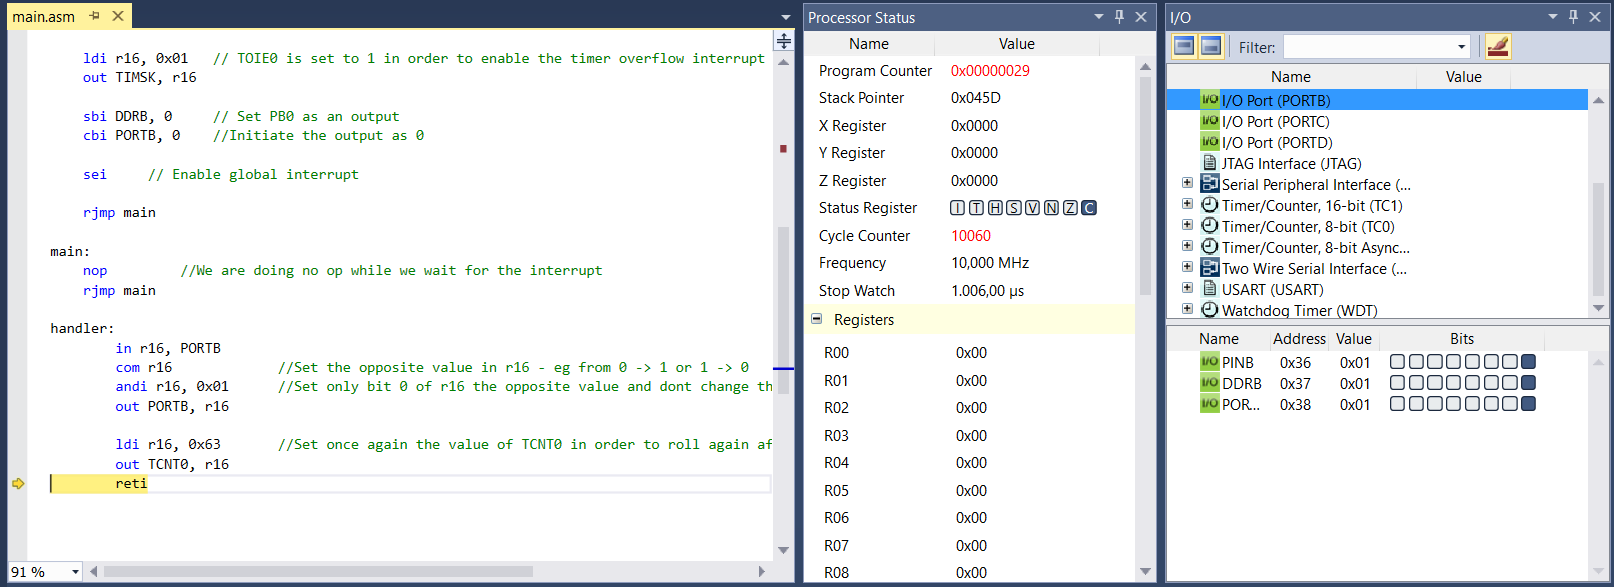 main.asm
ldi r16, 0x01 // TOIE0 is set to 1 in order to enable the timer overflow interrupt
out TIMSK, r16
sbi DDRB, 0 // Set PB0 as an output
cbi PORTB, 0 //Initiate the output as 0
sei // Enable global interrupt
rjmp main
main:
nop //We are doing no op while we wait for the interrupt
rjmp main
handler:
in r16, PORTB
com r16 //Set the opposite value in r16 - eg from 0 -> 1 or 1 -> 0
andi r16, 0x01 //Set only bit 0 of r16 the opposite value and dont change th
out PORTB, r16
ldi r16, 0x63 //Set once again the value of TCNT0 in order to roll again af
out TCNT0, r16
reti
91 %
Processor Status
Name Value
Program Counter 0x00000029
Stack Pointer 0x045D
X Register 0x0000
Y Register 0x0000
Z Register 0x0000
Status Register I T H S V N Z C
Cycle Counter 10060
Frequency 10,000 MHz
Stop Watch 1.006,00 µs
Registers
R00 0x00
R01 0x00
R02 0x00
R03 0x00
R04 0x00
R05 0x00
R06 0x00
R07 0x00
R08 0x00
I/O
Filter:
Name Value
I/O I/O Port (PORTB)
I/O I/O Port (PORTC)
I/O I/O Port (PORTD)
JTAG Interface (JTAG)
Serial Peripheral Interface (...
Timer/Counter, 16-bit (TC1)
Timer/Counter, 8-bit (TC0)
Timer/Counter, 8-bit Async...
Two Wire Serial Interface (...
USART (USART)
Watchdog Timer (WDT)
Name Address Value Bits
I/O PINB 0x36 0x01
I/O DDRB 0x37 0x01
I/O POR... 0x38 0x01